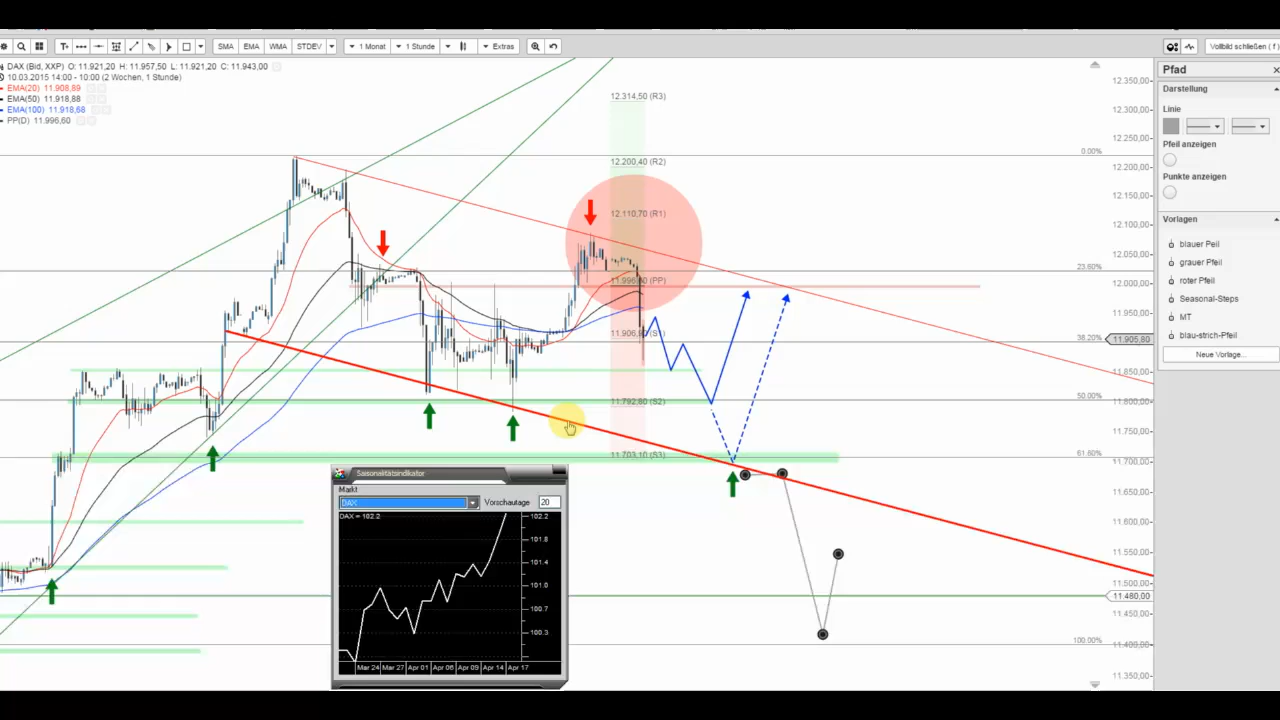 T+
SMA EMA WMA STDEV 1 Monat 1 Stunde Extras
Vollbild schließen ( f )
DAX (Bid, XXP) O: 11.921,20 H: 11.957,50 L: 11.921,20 C: 11.943,00
10.03.2015 14:00 - 10:00 (2 Wochen, 1 Stunde)
EMA(20) 11.908,89
EMA(50) 11.918,88
EMA(100) 11.918,68
PP(D) 11.996,60
12.314,50 (R3)
12.200,40 (R2)
12.110,70 (R1)
11.996,60 (PP)
11.906,90 (S1)
11.792,80 (S2)
11.703,10 (S3)
0.00%
23.60%
38.20%
50.00%
61.80%
100.00%
12.350,00
12.300,00
12.250,00
12.200,00
12.150,00
12.100,00
12.050,00
12.000,00
11.950,00
11.905,80
11.850,00
11.800,00
11.750,00
11.700,00
11.650,00
11.600,00
11.550,00
11.500,00
11.480,00
11.450,00
11.400,00
11.350,00
Pfad
Darstellung
Linie
Pfeil anzeigen
Punkte anzeigen
Vorlagen
blauer Peil
grauer Pfeil
roter Pfeil
Seasonal-Steps
MT
blau-strich-Pfeil
Neue Vorlage...
Saisonalitätsindikator
Markt
DAX Vorschautage 20
DAX = 102.2
102.2
101.8
101.4
101.0
100.7
100.3
Mar 24 Mar 27 Apr 01 Apr 06 Apr 09 Apr 14 Apr 17